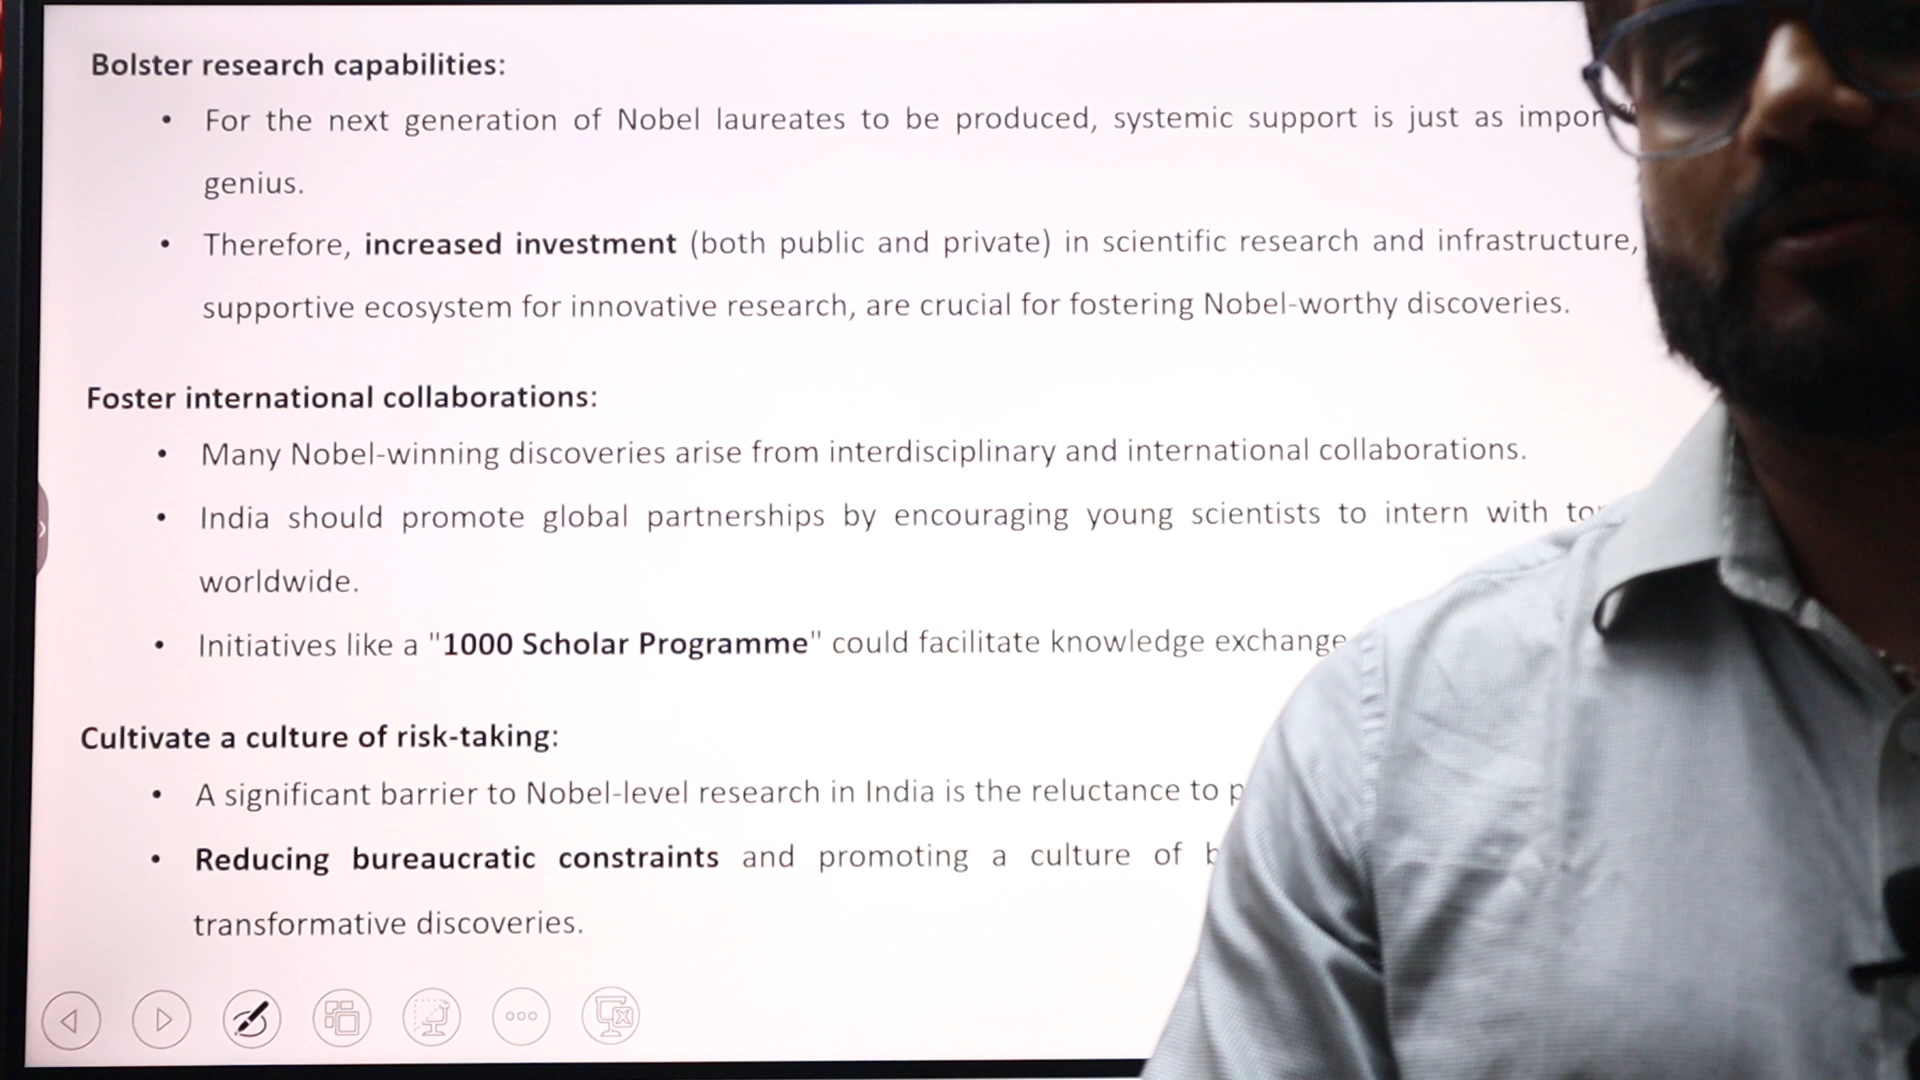 Bolster research capabilities:
• For the next generation of Nobel laureates to be produced, systemic support is just as
genius.
• Therefore, increased investment (both public and private) in scientific research and infrastructure,
supportive ecosystem for innovative research, are crucial for fostering Nobel-worthy discoveries.
Foster international collaborations:
• Many Nobel-winning discoveries arise from interdisciplinary and international collaborations.
• India should promote global partnerships by encouraging young scientists to intern with
worldwide.
• Initiatives like a "1000 Scholar Programme" could facilitate knowledge exchange
Cultivate a culture of risk-taking:
• A significant barrier to Nobel-level research in India is the reluctance to
• Reducing bureaucratic constraints and promoting a culture of
transformative discoveries.